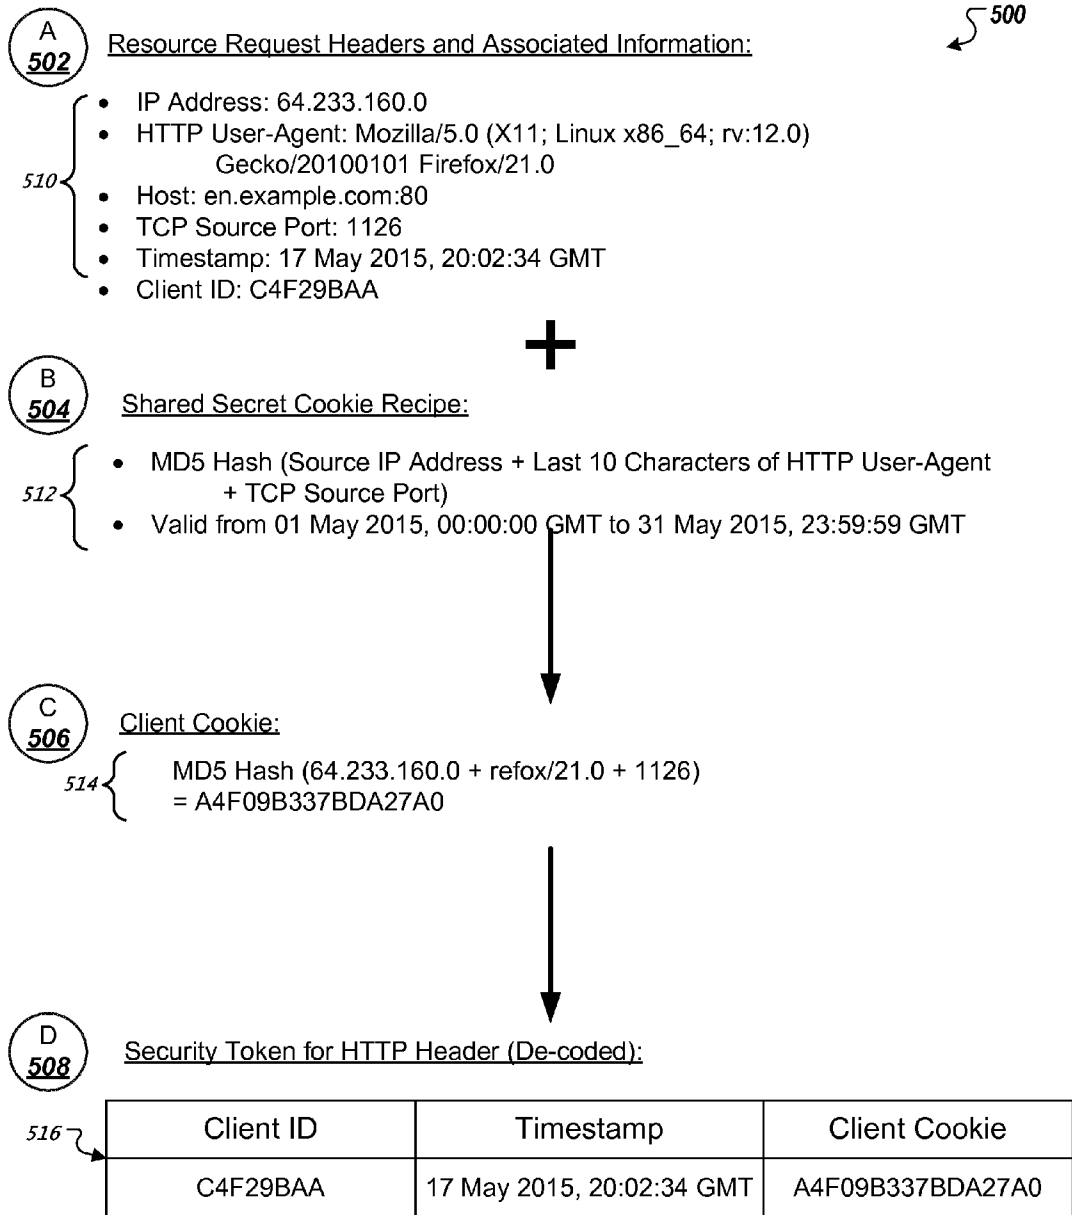 500
A
502
Resource Request Headers and Associated Information:
510
• IP Address: 64.233.160.0
• HTTP User-Agent: Mozilla/5.0 (X11; Linux x86_64; rv:12.0)
Gecko/20100101 Firefox/21.0
• Host: en.example.com:80
• TCP Source Port: 1126
• Timestamp: 17 May 2015, 20:02:34 GMT
• Client ID: C4F29BAA
+
B
504
Shared Secret Cookie Recipe:
512
• MD5 Hash (Source IP Address + Last 10 Characters of HTTP User-Agent
+ TCP Source Port)
• Valid from 01 May 2015, 00:00:00 GMT to 31 May 2015, 23:59:59 GMT
C
506
Client Cookie:
514
MD5 Hash (64.233.160.0 + refox/21.0 + 1126)
= A4F09B337BDA27A0
D
508
Security Token for HTTP Header (De-coded):
516
Client ID Timestamp Client Cookie
C4F29BAA 17 May 2015, 20:02:34 GMT A4F09B337BDA27A0